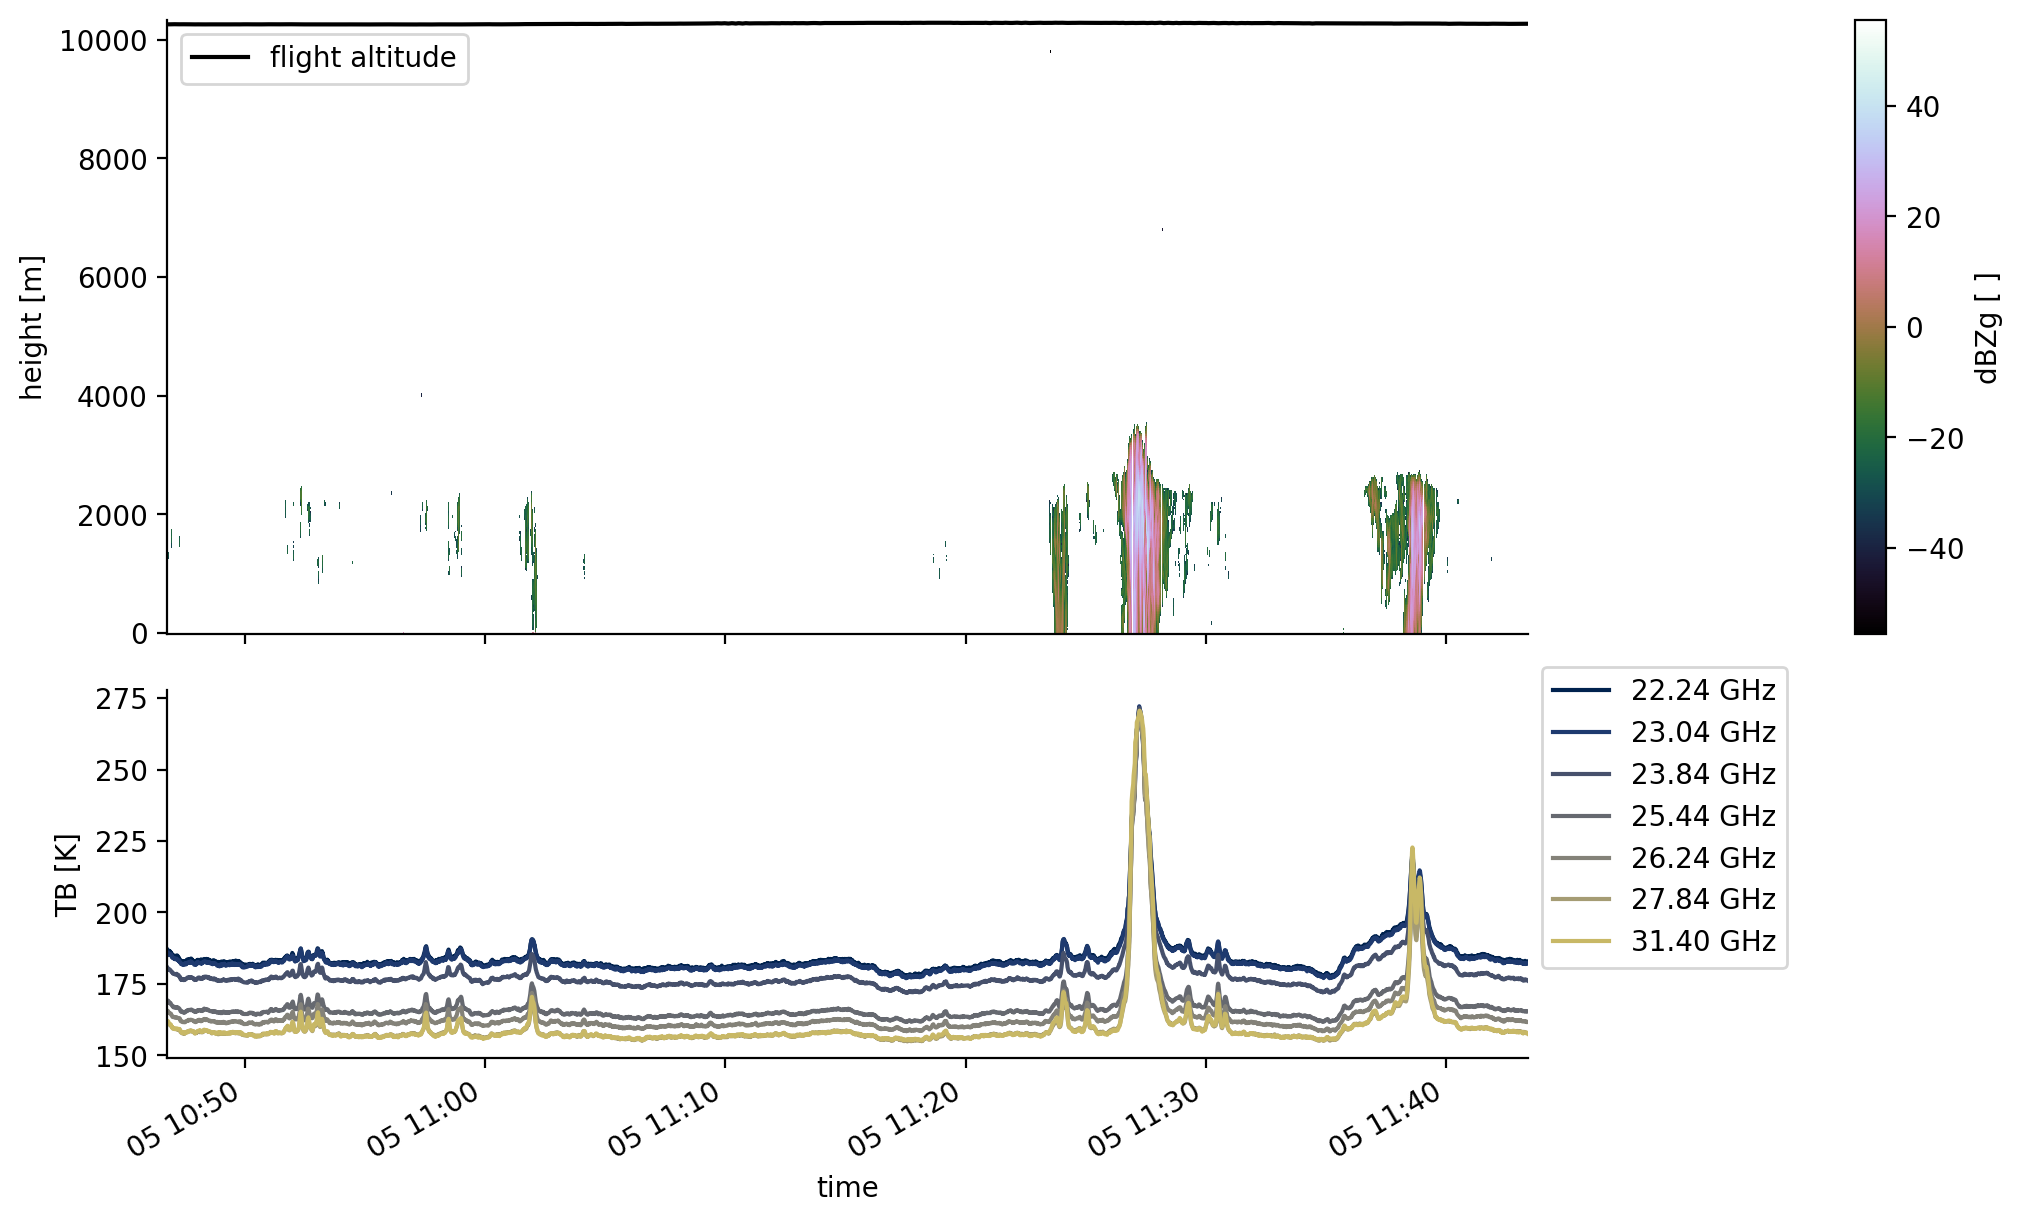 flight altitude
10000
8000
6000
4000
2000
0
height [m]
40
20
0
−20
−40
dBZg [ ]
275
250
225
200
175
150
TB [K]
22.24 GHz
23.04 GHz
23.84 GHz
25.44 GHz
26.24 GHz
27.84 GHz
31.40 GHz
05 10:50
05 11:00
05 11:10
05 11:20
05 11:30
05 11:40
time